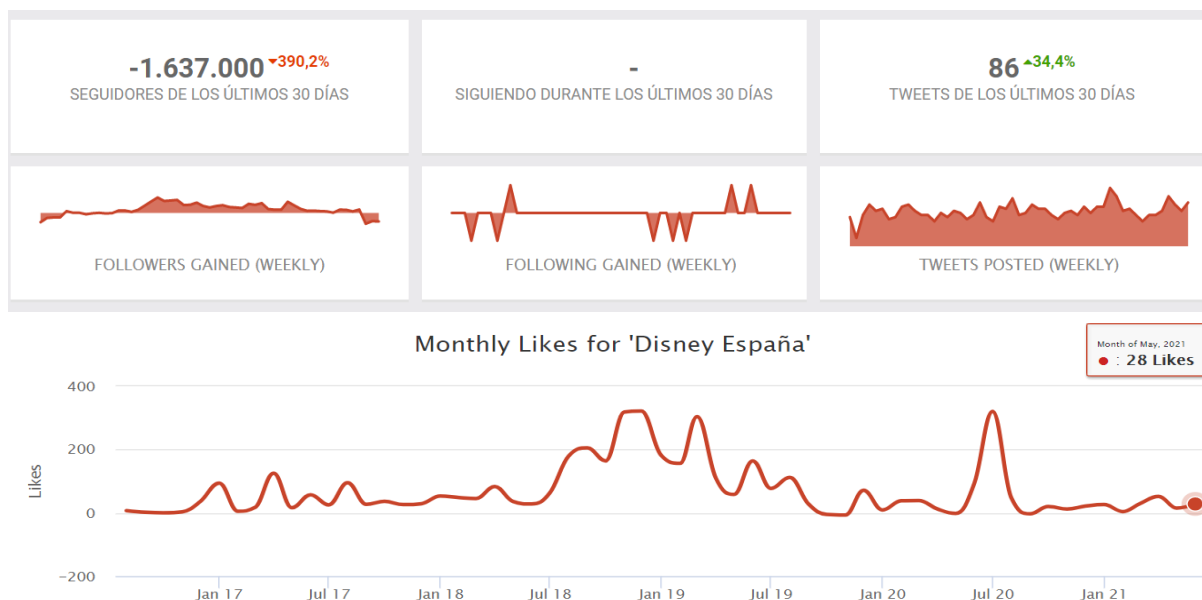 -1.637.000 ▾390,2%
SEGUIDORES DE LOS ÚLTIMOS 30 DÍAS
-
SIGUIENDO DURANTE LOS ÚLTIMOS 30 DÍAS
86 ▴34,4%
TWEETS DE LOS ÚLTIMOS 30 DÍAS
FOLLOWERS GAINED (WEEKLY)
FOLLOWING GAINED (WEEKLY)
TWEETS POSTED (WEEKLY)
Monthly Likes for 'Disney España'
Month of May, 2021
● : 28 Likes
Likes
400
200
0
−200
Jan 17
Jul 17
Jan 18
Jul 18
Jan 19
Jul 19
Jan 20
Jul 20
Jan 21